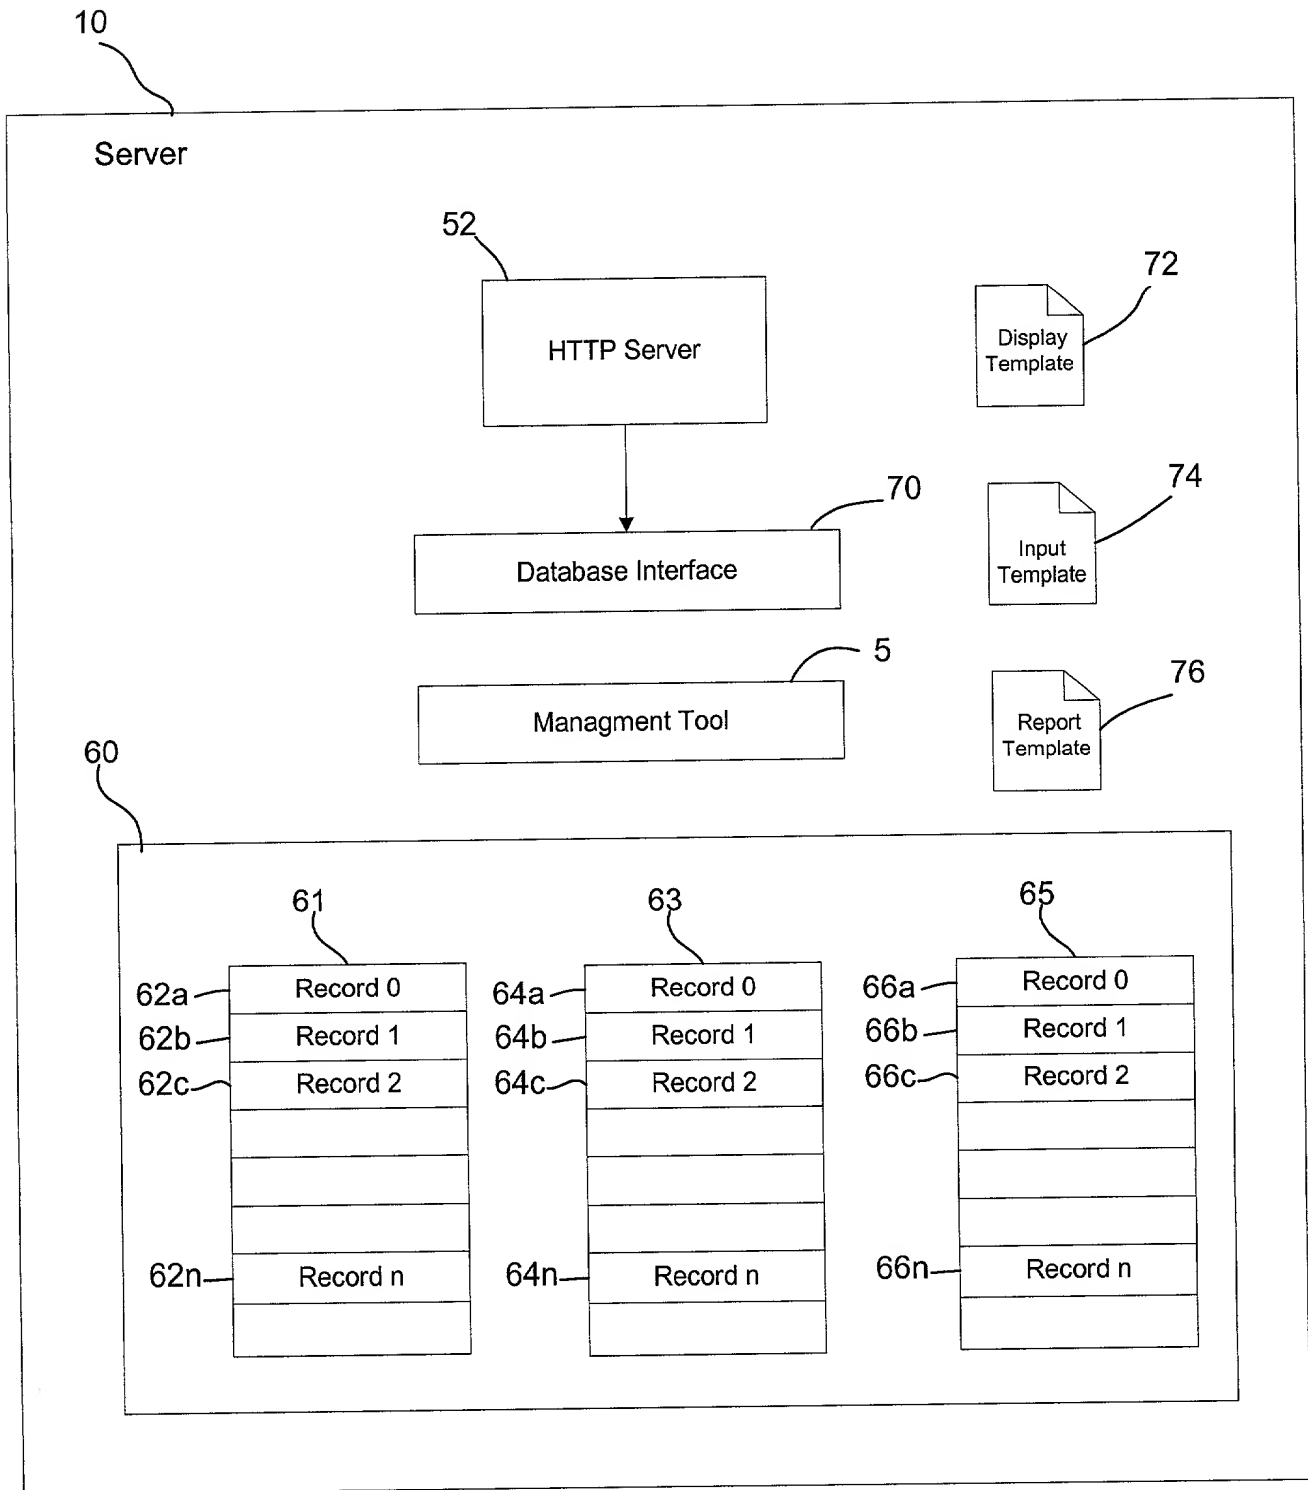 10
Server
52
HTTP Server
72
Display
Template
70
Database Interface
74
Input
Template
5
Managment Tool
76
Report
Template
60
61
63
65
62a
Record 0
64a
Record 0
66a
Record 0
62b
Record 1
64b
Record 1
66b
Record 1
62c
Record 2
64c
Record 2
66c
Record 2
62n
Record n
64n
Record n
66n
Record n